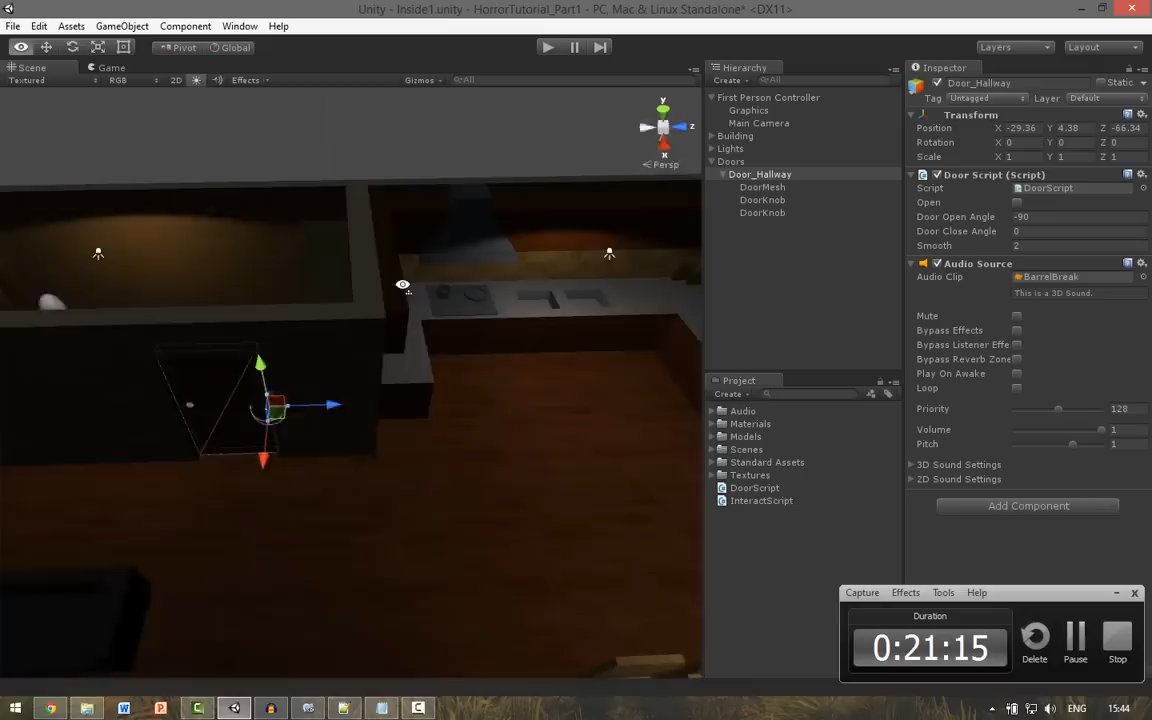 Unity - Inside1.unity - HorrorTutorial_Part1 - PC, Mac & Linux Standalone* <DX11>
File Edit Assets GameObject Component Window Help
Pivot Global Layers Layout
Scene Game
Textured RGB 2D Effects Gizmos All
y
z
x
Persp
Hierarchy
Create All
First Person Controller
Graphics
Main Camera
Building
Lights
Doors
Door_Hallway
DoorMesh
DoorKnob
DoorKnob
Project
Create
Audio
Materials
Models
Scenes
Standard Assets
Textures
DoorScript
InteractScript
Inspector
Door_Hallway Static
Tag Untagged Layer Default
Transform
Position X -29.36 Y 4.38 Z -66.34
Rotation X 0 Y 0 Z 0
Scale X 1 Y 1 Z 1
Door Script (Script)
Script DoorScript
Open
Door Open Angle -90
Door Close Angle 0
Smooth 2
Audio Source
Audio Clip BarrelBreak
This is a 3D Sound.
Mute
Bypass Effects
Bypass Listener Effe
Bypass Reverb Zone
Play On Awake
Loop
Priority 128
Volume 1
Pitch 1
3D Sound Settings
2D Sound Settings
Add Component
Capture Effects Tools Help
Duration
0:21:15
Delete Pause Stop
ENG 15:44